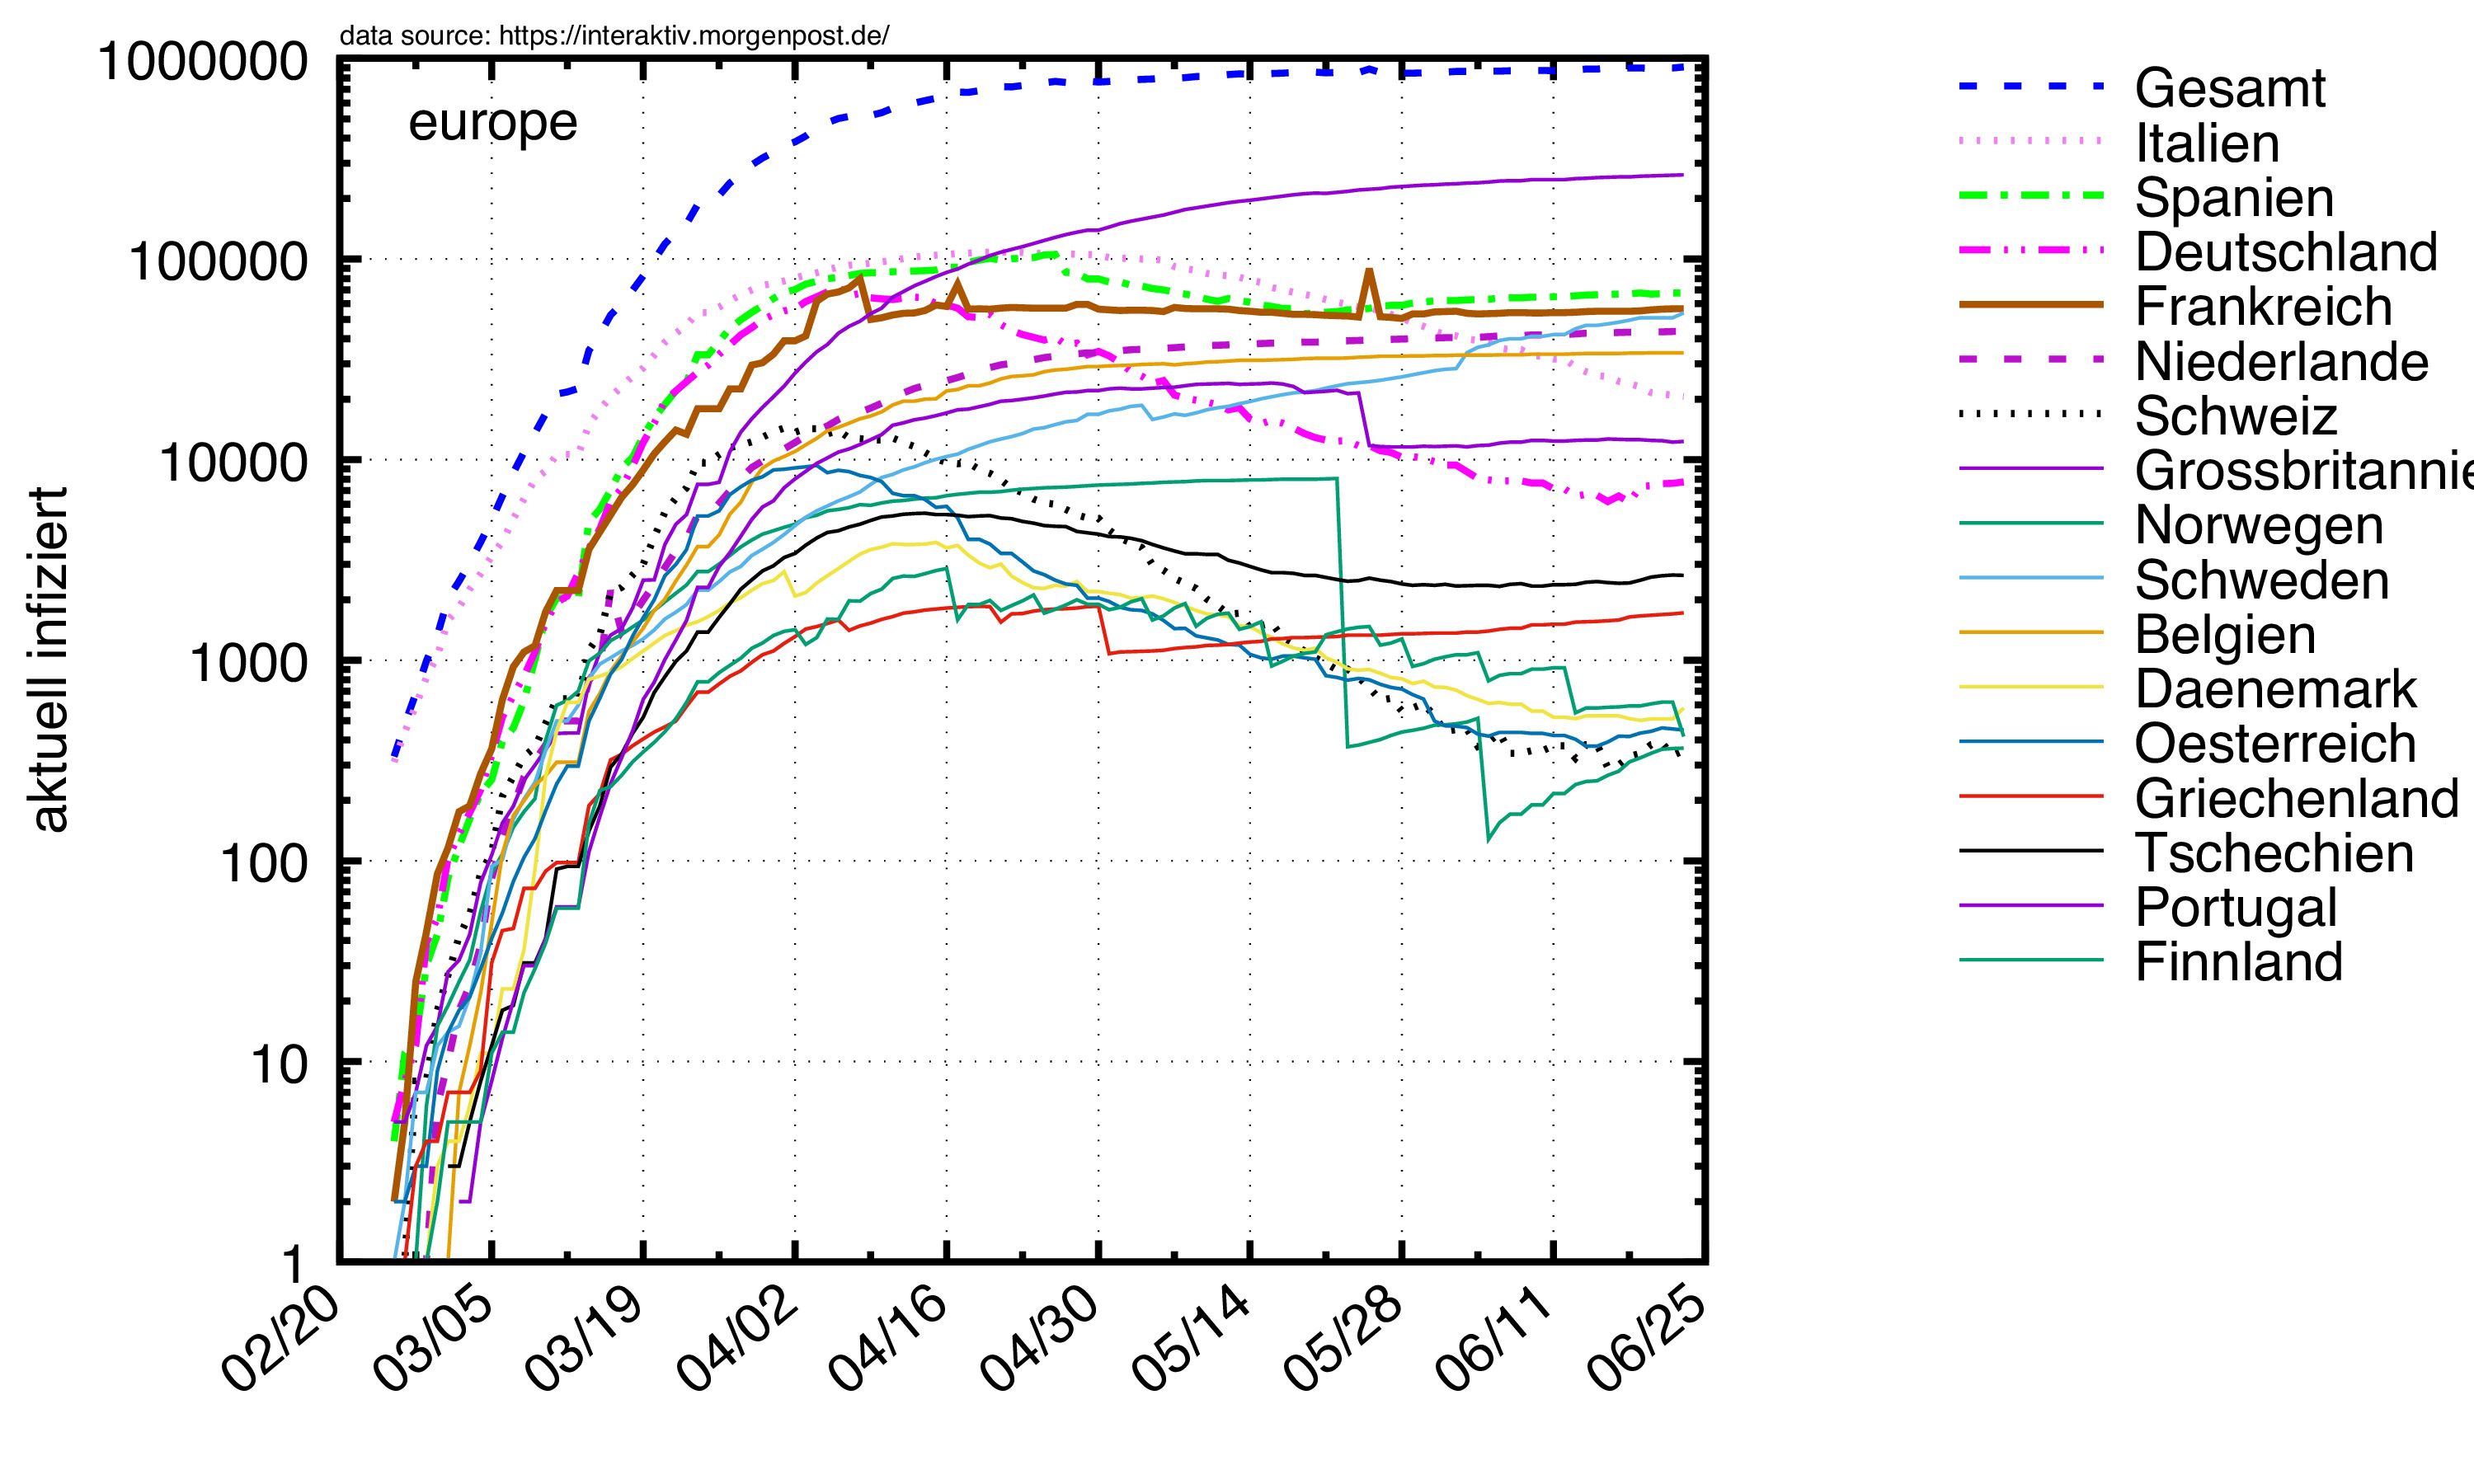 data source: https://interaktiv.morgenpost.de/
europe
aktuell infiziert
1000000
100000
10000
1000
100
10
1
02/20
03/05
03/19
04/02
04/16
04/30
05/14
05/28
06/11
06/25
Gesamt
Italien
Spanien
Deutschland
Frankreich
Niederlande
Schweiz
Grossbritannie
Norwegen
Schweden
Belgien
Daenemark
Oesterreich
Griechenland
Tschechien
Portugal
Finnland